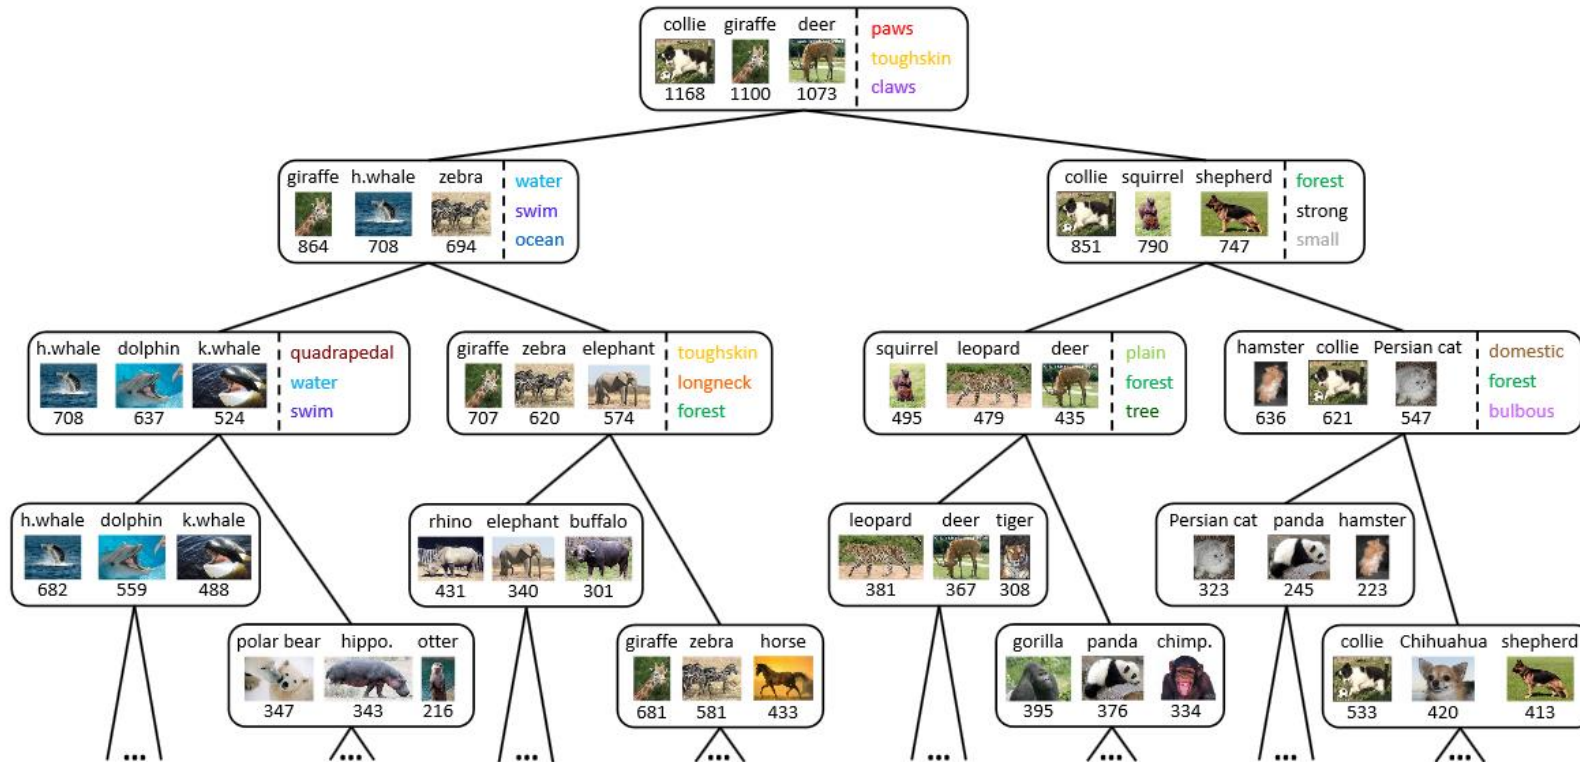 collie giraffe deer
paws
toughskin
claws
1168 1100 1073
giraffe h.whale zebra
water
swim
ocean
864 708 694
collie squirrel shepherd
forest
strong
small
851 790 747
h.whale dolphin k.whale
quadrapedal
water
swim
708 637 524
giraffe zebra elephant
toughskin
longneck
forest
707 620 574
squirrel leopard deer
plain
forest
tree
495 479 435
hamster collie Persian cat
domestic
forest
bulbous
636 621 547
h.whale dolphin k.whale
682 559 488
rhino elephant buffalo
431 340 301
leopard deer tiger
381 367 308
Persian cat panda hamster
323 245 223
polar bear hippo. otter
347 343 216
giraffe zebra horse
681 581 433
gorilla panda chimp.
395 376 334
collie Chihuahua shepherd
533 420 413
... ... ... ... ... ... ... ...